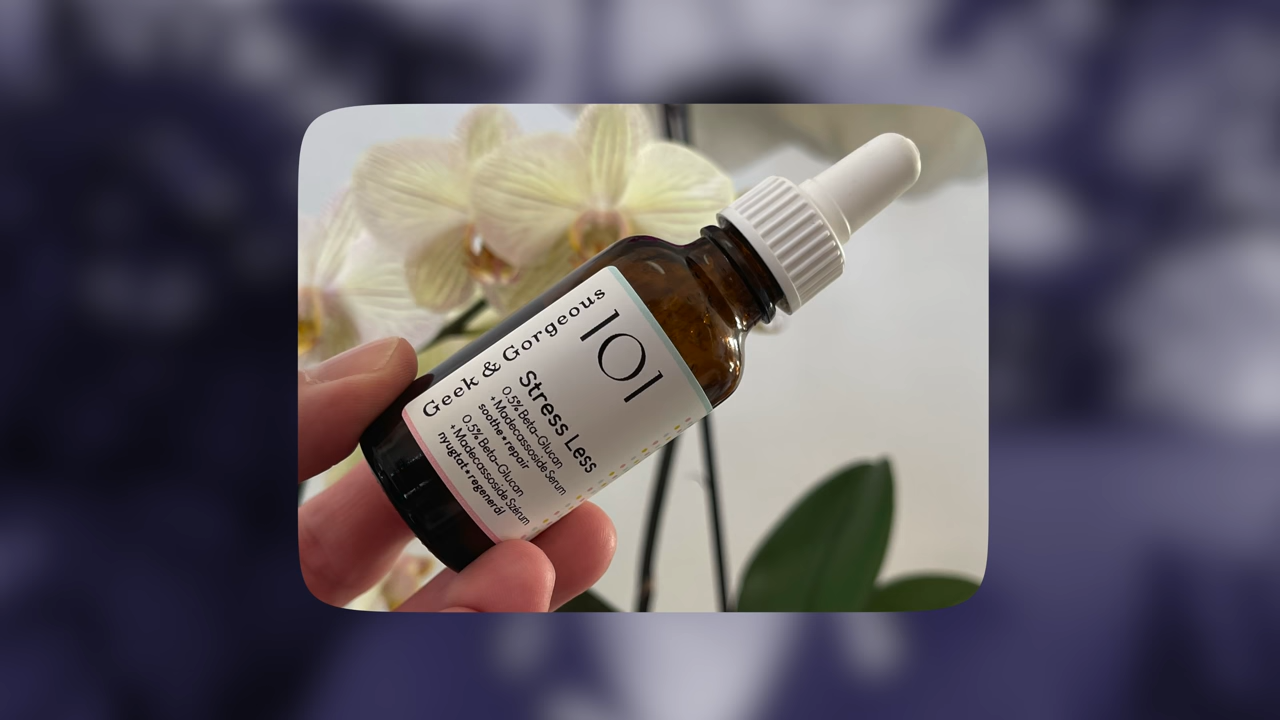 Geek & Gorgeous
101
Stress Less
0.5% Beta-Glucan
+ Madecassoside Serum
soothe • repair
0.5% Beta-Glucan
+ Madecassoside Szérum
nyugtat • regenerál